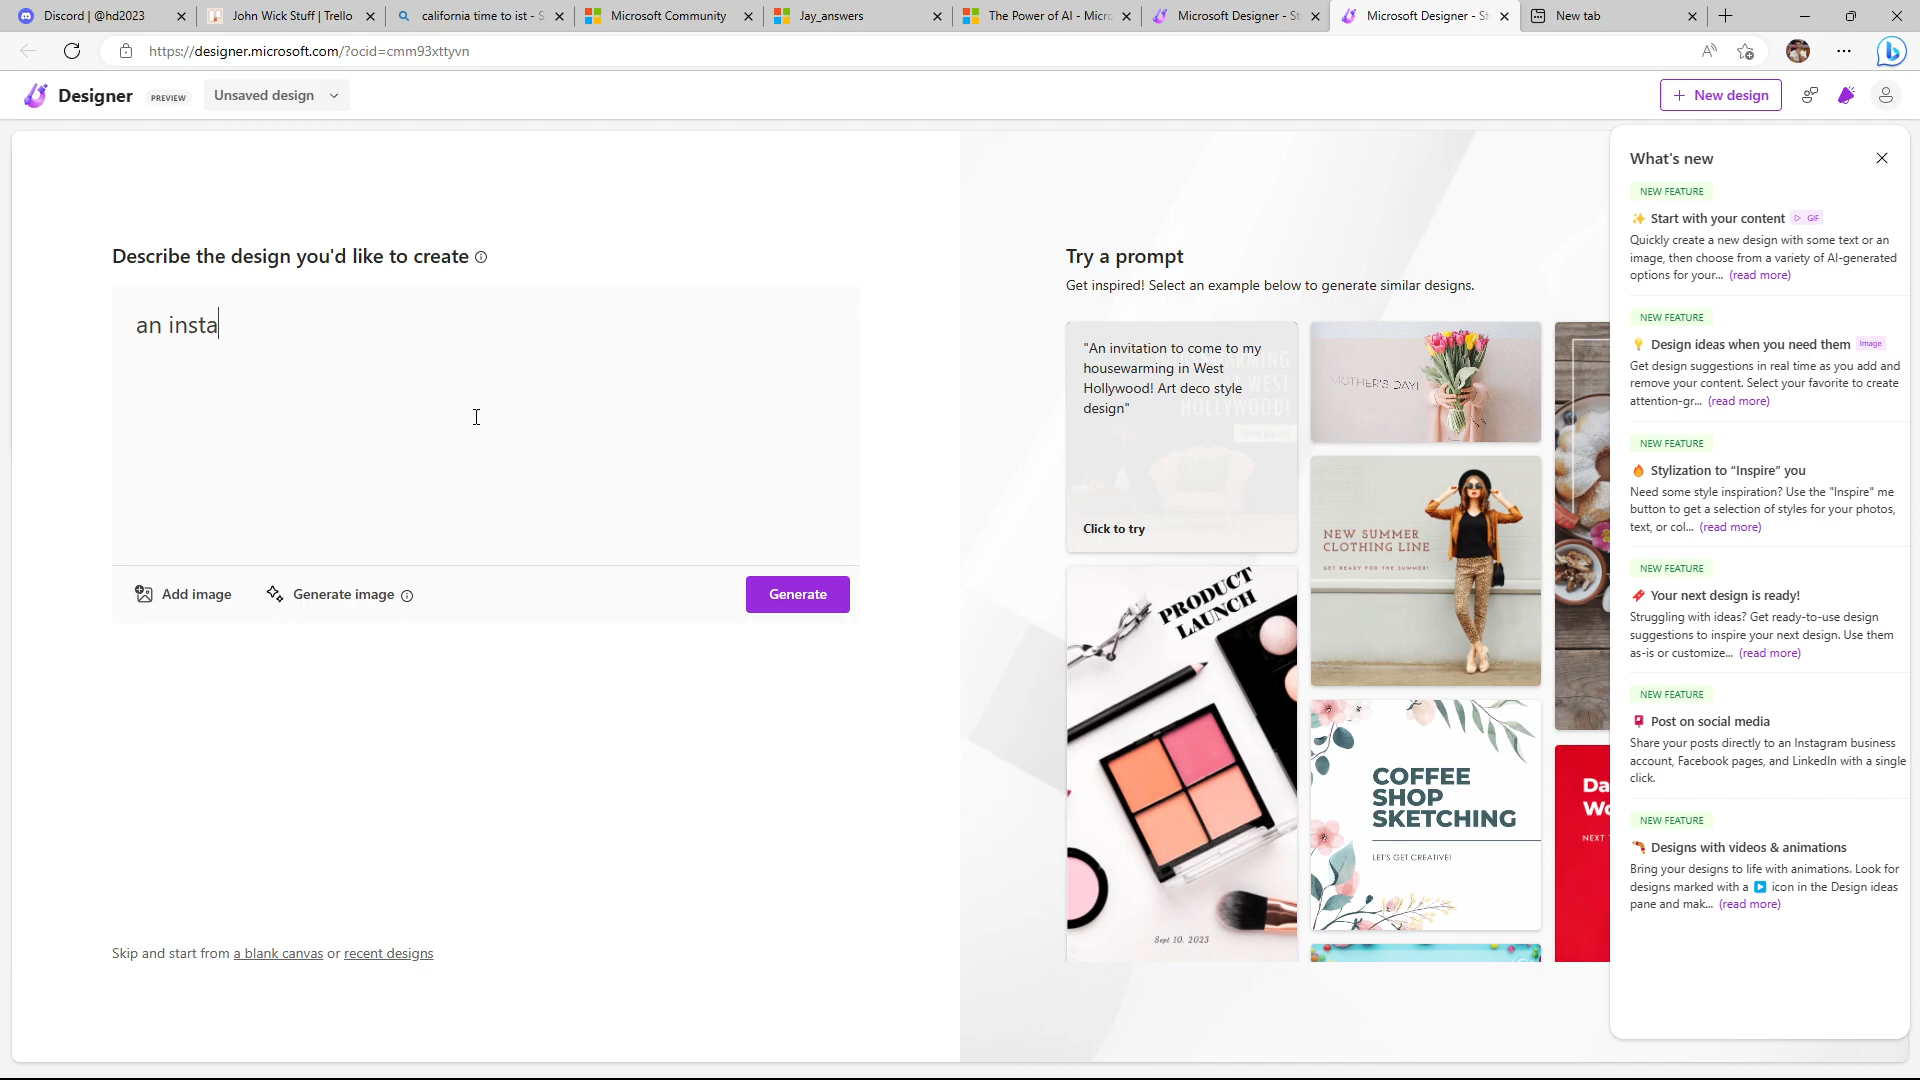 Discord | @hd2023
John Wick Stuff | Trello
california time to ist - S
Microsoft Community
Jay_answers
The Power of AI - Micro
Microsoft Designer - St
Microsoft Designer - St
New tab
https://designer.microsoft.com/?ocid=cmm93xttyvn
Designer PREVIEW Unsaved design
New design
Describe the design you'd like to create
an insta
Add image
Generate image
Generate
Skip and start from a blank canvas or recent designs
Try a prompt
Get inspired! Select an example below to generate similar designs.
"An invitation to come to my
housewarming in West
Hollywood! Art deco style
design"
Click to try
PRODUCT
LAUNCH
Sept 10, 2023
MOTHER'S DAY!
NEW SUMMER
CLOTHING LINE
GET READY FOR THE SUMMER!
COFFEE
SHOP
SKETCHING
LET'S GET CREATIVE!
Da
Wo
NEXT
What's new
NEW FEATURE
Start with your content GIF
Quickly create a new design with some text or an
image, then choose from a variety of AI-generated
options for your... (read more)
NEW FEATURE
Design ideas when you need them Image
Get design suggestions in real time as you add and
remove your content. Select your favorite to create
attention-gr... (read more)
NEW FEATURE
Stylization to "Inspire" you
Need some style inspiration? Use the "Inspire" me
button to get a selection of styles for your photos,
text, or col... (read more)
NEW FEATURE
Your next design is ready!
Struggling with ideas? Get ready-to-use design
suggestions to inspire your next design. Use them
as-is or customize... (read more)
NEW FEATURE
Post on social media
Share your posts directly to an Instagram business
account, Facebook pages, and LinkedIn with a single
click.
NEW FEATURE
Designs with videos & animations
Bring your designs to life with animations. Look for
designs marked with a icon in the Design ideas
pane and mak... (read more)